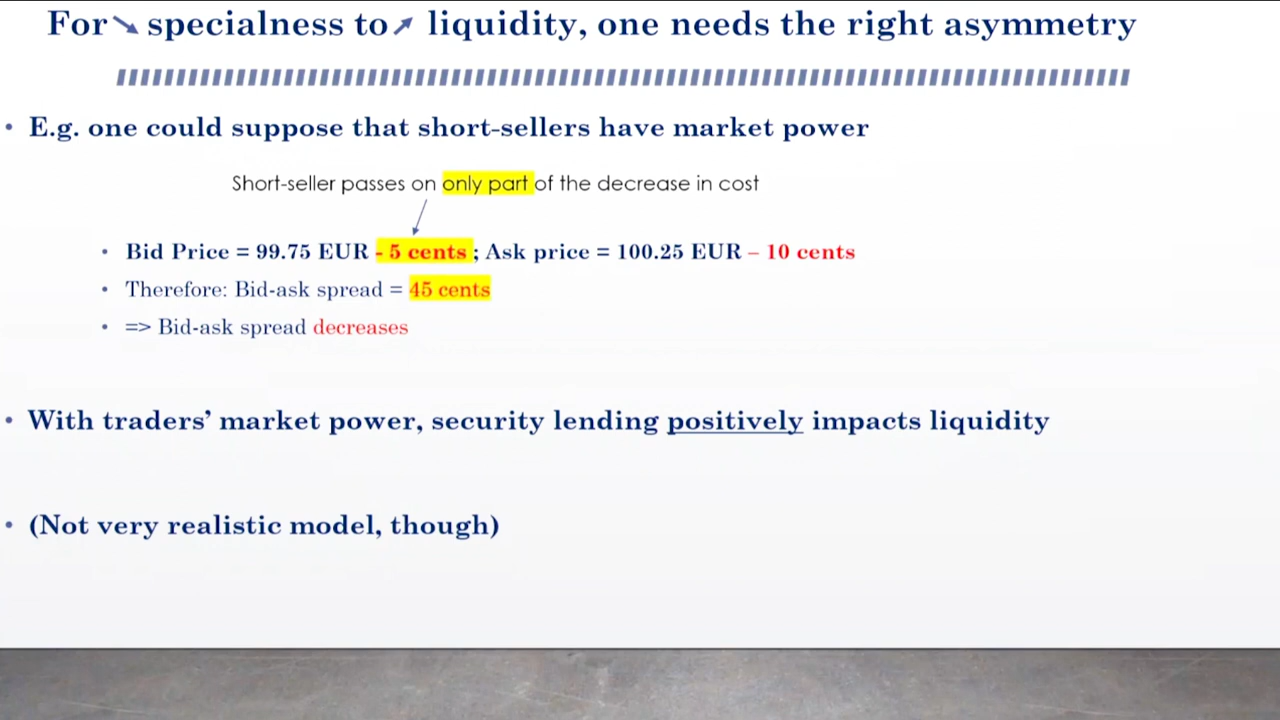 For ↘ specialness to ↗ liquidity, one needs the right asymmetry
• E.g. one could suppose that short-sellers have market power
Short-seller passes on only part of the decrease in cost
• Bid Price = 99.75 EUR - 5 cents ; Ask price = 100.25 EUR – 10 cents
• Therefore: Bid-ask spread = 45 cents
• => Bid-ask spread decreases
• With traders’ market power, security lending positively impacts liquidity
• (Not very realistic model, though)